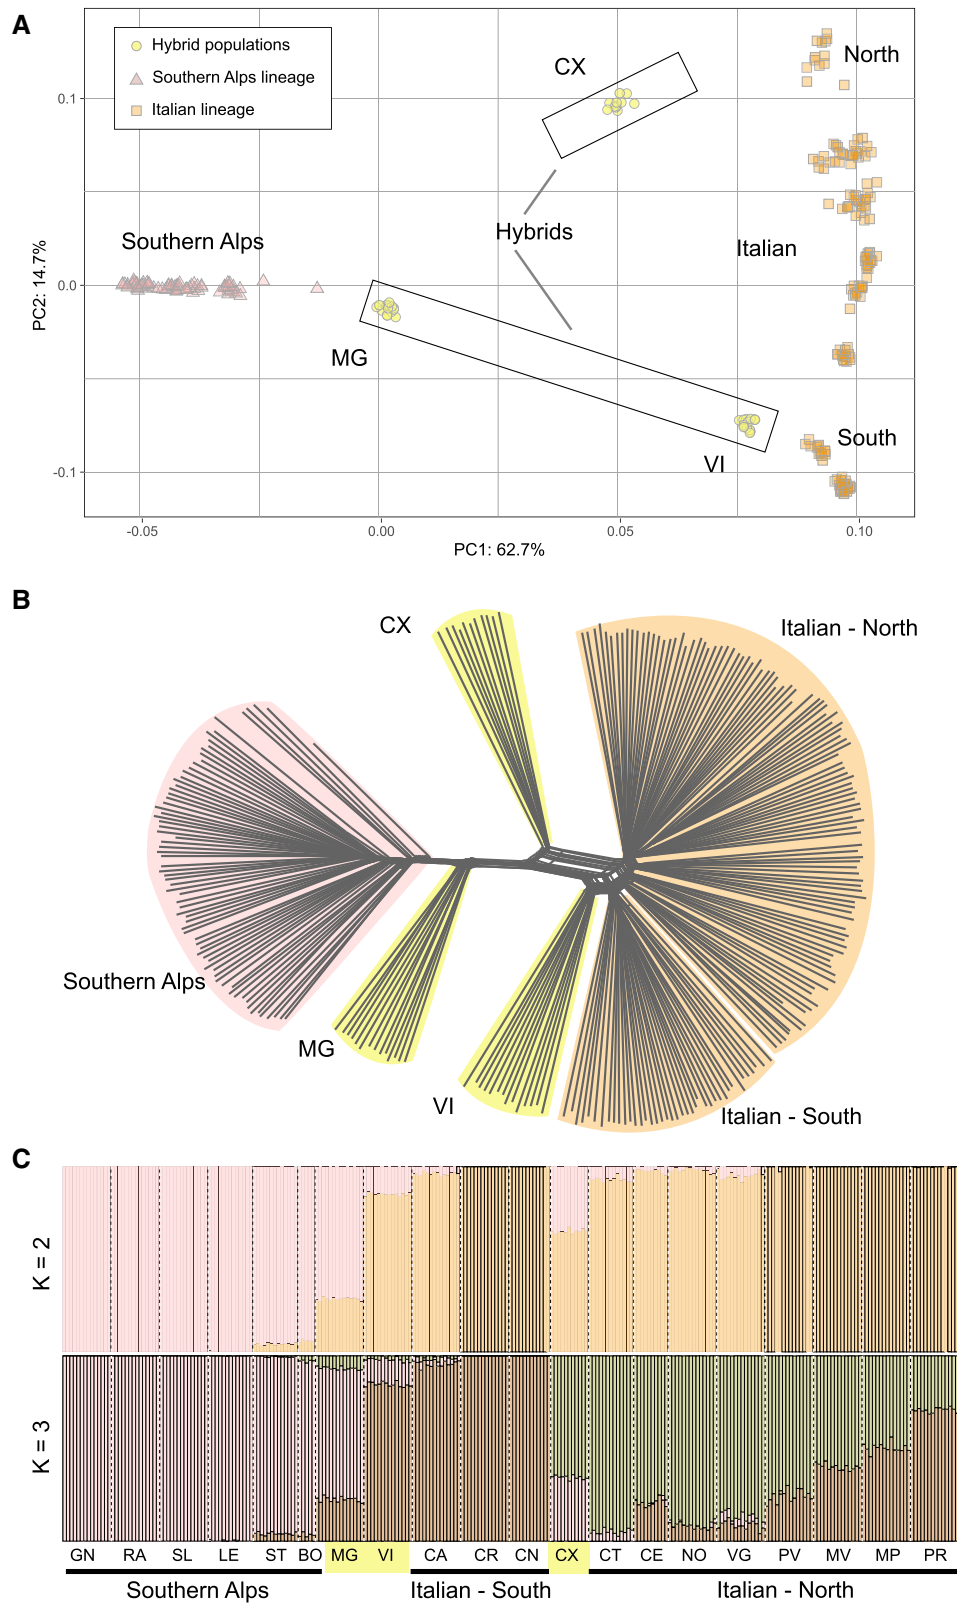 A
Hybrid populations
Southern Alps lineage
Italian lineage
CX
North
Hybrids
Southern Alps
Italian
MG
South
VI
0.1
0.0
-0.1
PC2: 14.7%
-0.05
0.00
0.05
0.10
PC1: 62.7%
B
CX
Italian - North
Southern Alps
MG
VI
Italian - South
C
K = 2
K = 3
GN RA SL LE ST BO MG VI CA CR CN CX CT CE NO VG PV MV MP PR
Southern Alps Italian - South Italian - North